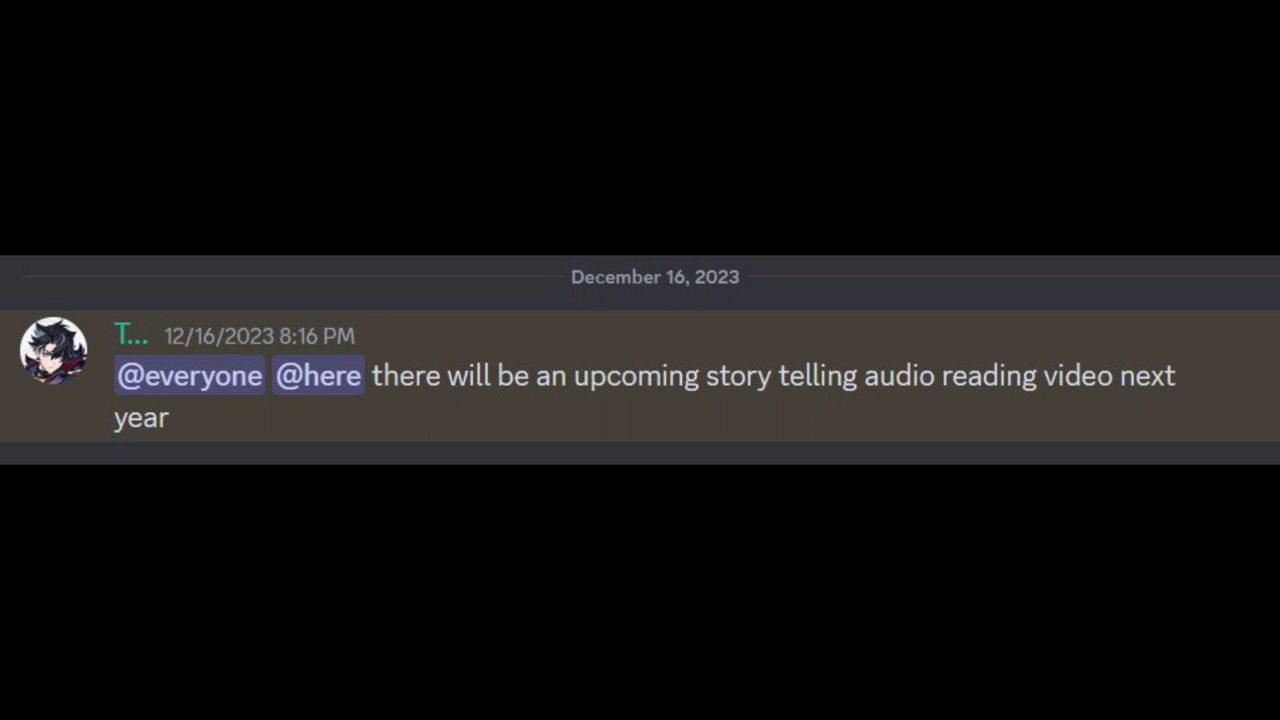 December 16, 2023
T... 12/16/2023 8:16 PM
@everyone @here there will be an upcoming story telling audio reading video next
year